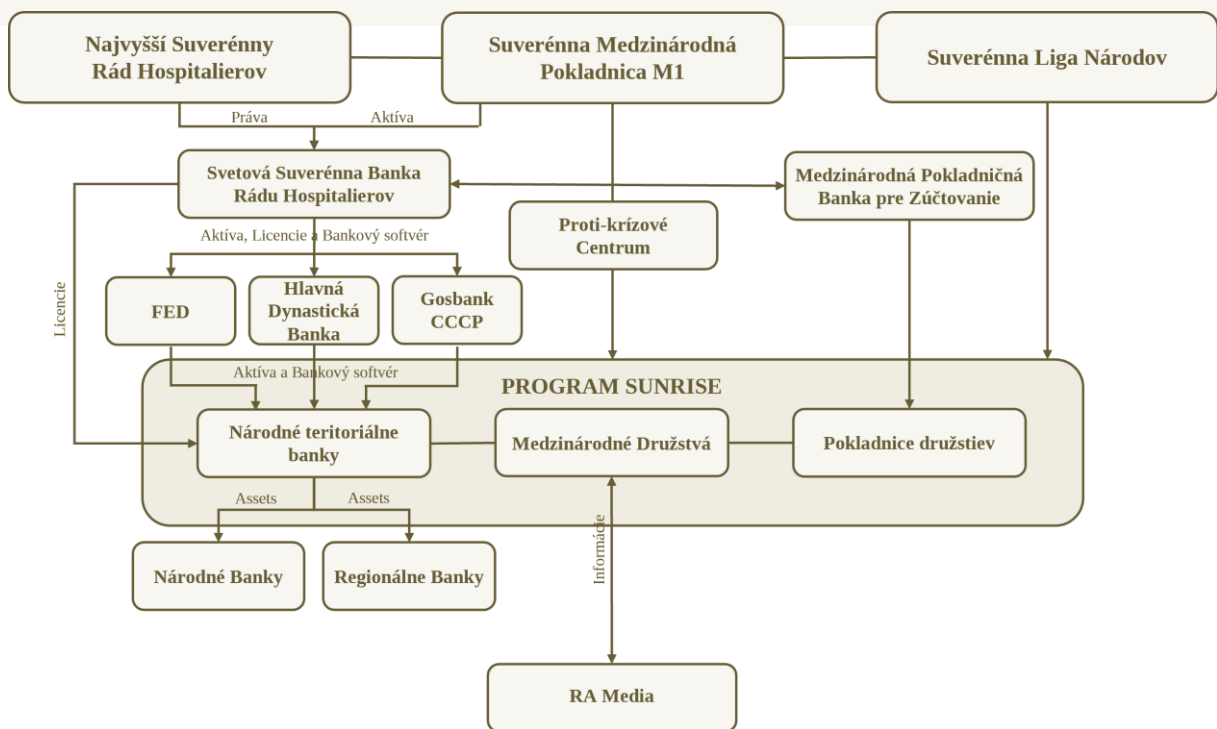 Najvyšší Suverénny
Rád Hospitalierov
Suverénna Medzinárodná
Pokladnica M1
Suverénna Liga Národov
Práva
Aktíva
Svetová Suverénna Banka
Rádu Hospitalierov
Medzinárodná Pokladničná
Banka pre Zúčtovanie
Proti-krízové
Centrum
Aktíva, Licencie a Bankový softvér
Licencie
FED
Hlavná
Dynastická
Banka
Gosbank
CCCP
Aktíva a Bankový softvér
PROGRAM SUNRISE
Národné teritoriálne
banky
Medzinárodné Družstvá
Pokladnice družstiev
Assets
Assets
Informácie
Národné Banky
Regionálne Banky
RA Media